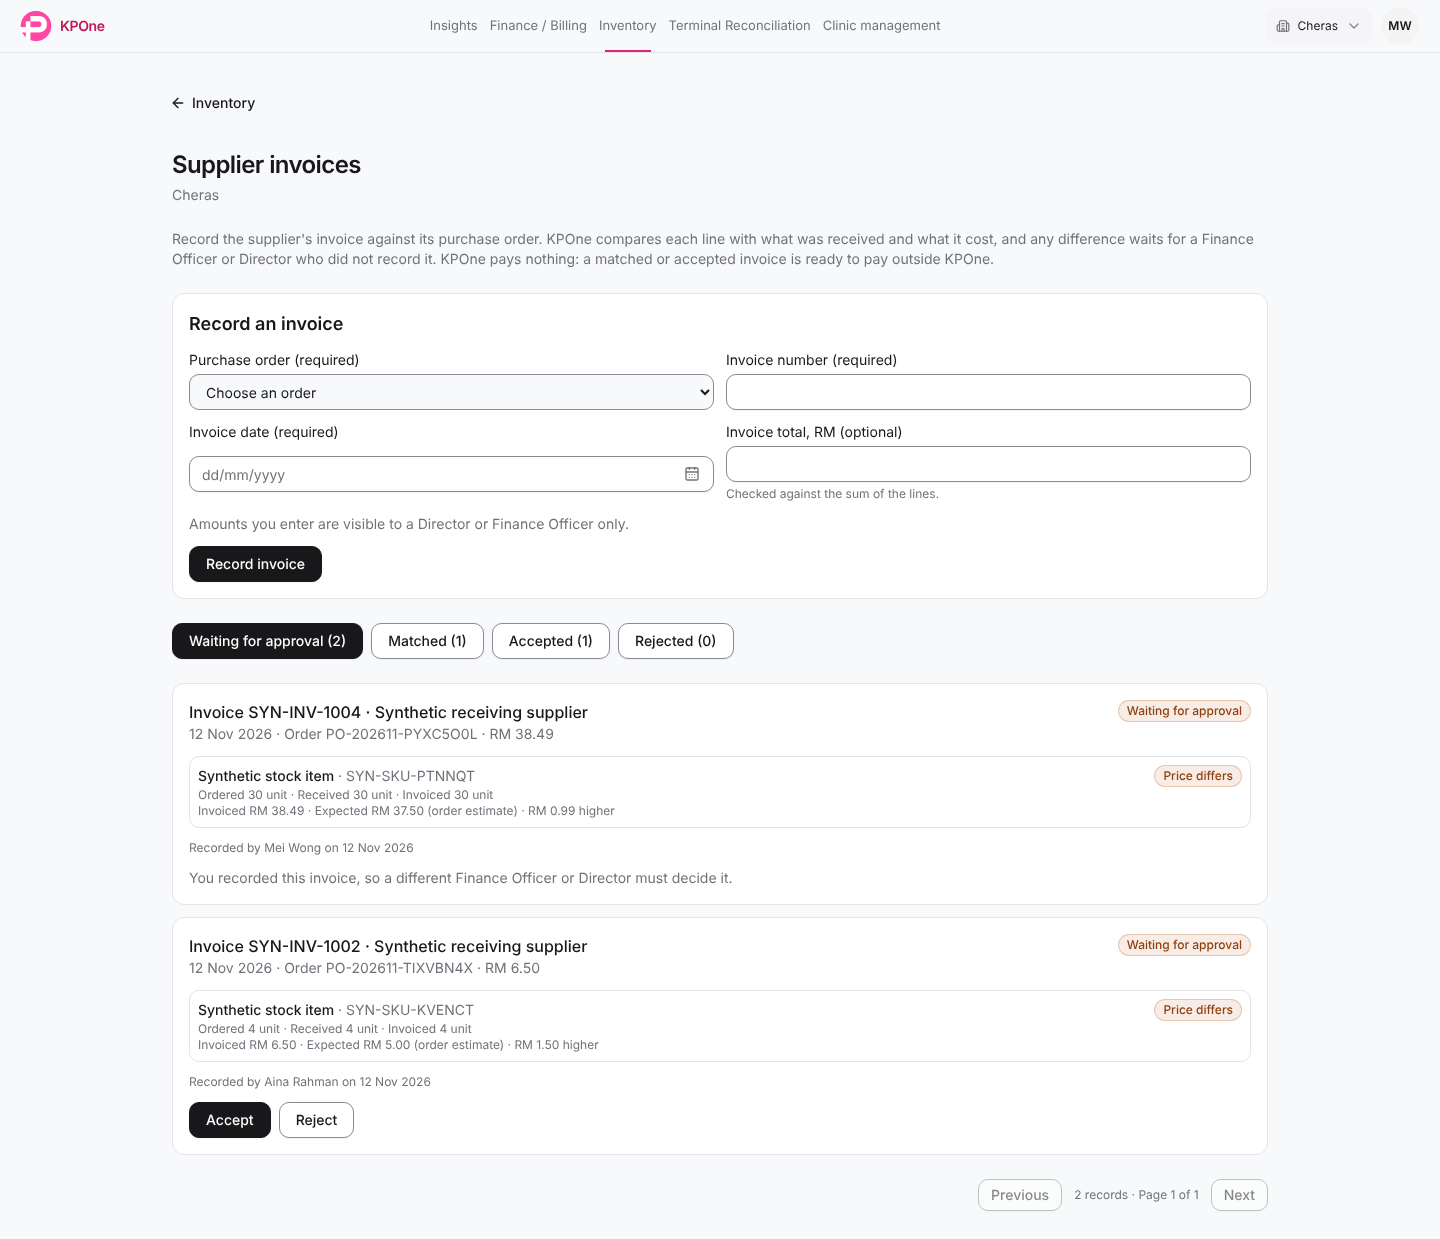 KPOne
Insights
Finance / Billing
Inventory
Terminal Reconciliation
Clinic management
Cheras
MW
Inventory
Supplier invoices
Cheras
Record the supplier's invoice against its purchase order. KPOne compares each line with what was received and what it cost, and any difference waits for a Finance
Officer or Director who did not record it. KPOne pays nothing: a matched or accepted invoice is ready to pay outside KPOne.
Record an invoice
Purchase order (required)
Invoice number (required)
Choose an order
Invoice date (required)
Invoice total, RM (optional)
dd/mm/yyyy
Checked against the sum of the lines.
Amounts you enter are visible to a Director or Finance Officer only.
Record invoice
Waiting for approval (2)
Matched (1)
Accepted (1)
Rejected (0)
Invoice SYN-INV-1004 · Synthetic receiving supplier
Waiting for approval
12 Nov 2026 · Order PO-202611-PYXC5O0L · RM 38.49
Synthetic stock item · SYN-SKU-PTNNQT
Price differs
Ordered 30 unit · Received 30 unit · Invoiced 30 unit
Invoiced RM 38.49 · Expected RM 37.50 (order estimate) · RM 0.99 higher
Recorded by Mei Wong on 12 Nov 2026
You recorded this invoice, so a different Finance Officer or Director must decide it.
Invoice SYN-INV-1002 · Synthetic receiving supplier
Waiting for approval
12 Nov 2026 · Order PO-202611-TIXVBN4X · RM 6.50
Synthetic stock item · SYN-SKU-KVENCT
Price differs
Ordered 4 unit · Received 4 unit · Invoiced 4 unit
Invoiced RM 6.50 · Expected RM 5.00 (order estimate) · RM 1.50 higher
Recorded by Aina Rahman on 12 Nov 2026
Accept
Reject
Previous
2 records · Page 1 of 1
Next